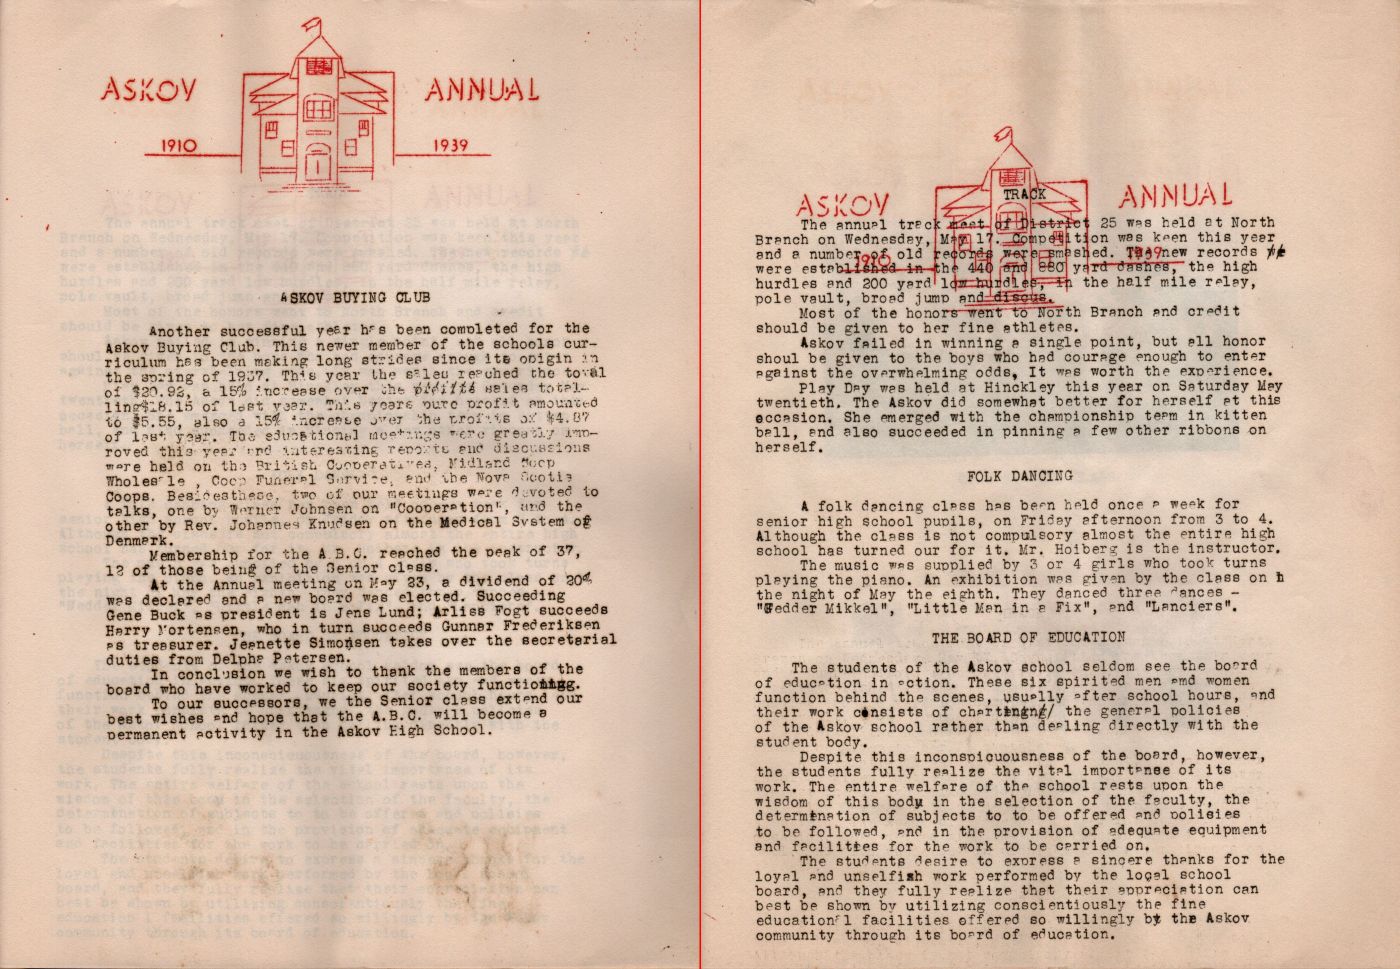 ASKOV ANNUAL
1910 1939
ASKOV BUYING CLUB
Another successful year has been completed for the
Askov Buying Club. This newer member of the schools cur-
riculum has been making long strides since its opigin in
the spring of 1937. This year the sales reached the toval
of $20.92, a 15% increase over the sales total-
ling$18.15 of last year. This years pure profit amounted
to $5.55, also a 15% increase over the profits of $4.87
of last year. The educational meetings were greatly imp-
roved this year and interesting reports and discussions
were held on the British Cooperatives, Midland Coop
Wholesale , Coop Funeral Service, and the Nova Scotia
Coops. Besidesthese, two of our meetings were devoted to
talks, one by Werner Johnsen on "Cooperation", and the
other by Rev. Johannes Knudsen on the Medical System of
Denmark.
Membership for the A.B.C. reached the peak of 37,
12 of those being of the Senior class.
At the Annual meeting on May 23, a dividend of 20%
was declared and a new board was elected. Succeeding
Gene Buck as president is Jens Lund; Arliss Fogt succeeds
Harry Mortensen, who in turn succeeds Gunnar Frederiksen
as treasurer. Jeanette Simonsen takes over the secretarial
duties from Delpha Petersen.
In conclusion we wish to thank the members of the
board who have worked to keep our society functioning.
To our successors, we the Senior class extend our
best wishes and hope that the A.B.C. will become a
permanent activity in the Askov High School.
ASKOV ANNUAL
1910 1939
TRACK
The annual track meet of District 25 was held at North
Branch on Wednesday, May 17. Competition was keen this year
and a number of old records were smashed. The new records
were established in the 440 and 880 yard dashes, the high
hurdles and 200 yard low hurdles, in the half mile relay,
pole vault, broad jump and discus.
Most of the honors went to North Branch and credit
should be given to her fine athletes.
Askov failed in winning a single point, but all honor
shoul be given to the boys who had courage enough to enter
against the overwhelming odds. It was worth the experience.
Play Day was held at Hinckley this year on Saturday May
twentieth. The Askov did somewhat better for herself at this
occasion. She emerged with the championship team in kitten
ball, and also succeeded in pinning a few other ribbons on
herself.
FOLK DANCING
A folk dancing class has been held once a week for
senior high school pupils, on Friday afternoon from 3 to 4.
Although the class is not compulsory almost the entire high
school has turned our for it. Mr. Hoiberg is the instructor.
The music was supplied by 3 or 4 girls who took turns
playing the piano. An exhibition was given by the class on h
the night of May the eighth. They danced three dances -
"Fedder Mikkel", "Little Man in a Fix", and "Lanciers".
THE BOARD OF EDUCATION
The students of the Askov school seldom see the board
of education in action. These six spirited men amd women
function behind the scenes, usually after school hours, and
their work consists of charting the general policies
of the Askov school rather than dealing directly with the
student body.
Despite this inconspicuousness of the board, however,
the students fully realize the vital importance of its
work. The entire welfare of the school rests upon the
wisdom of this body in the selection of the faculty, the
determination of subjects to to be offered and policies
to be followed, and in the provision of adequate equipment
and facilities for the work to be carried on.
The students desire to express a sincere thanks for the
loyal and unselfish work performed by the local school
board, and they fully realize that their appreciation can
best be shown by utilizing conscientiously the fine
educational facilities offered so willingly by the Askov
community through its board of education.